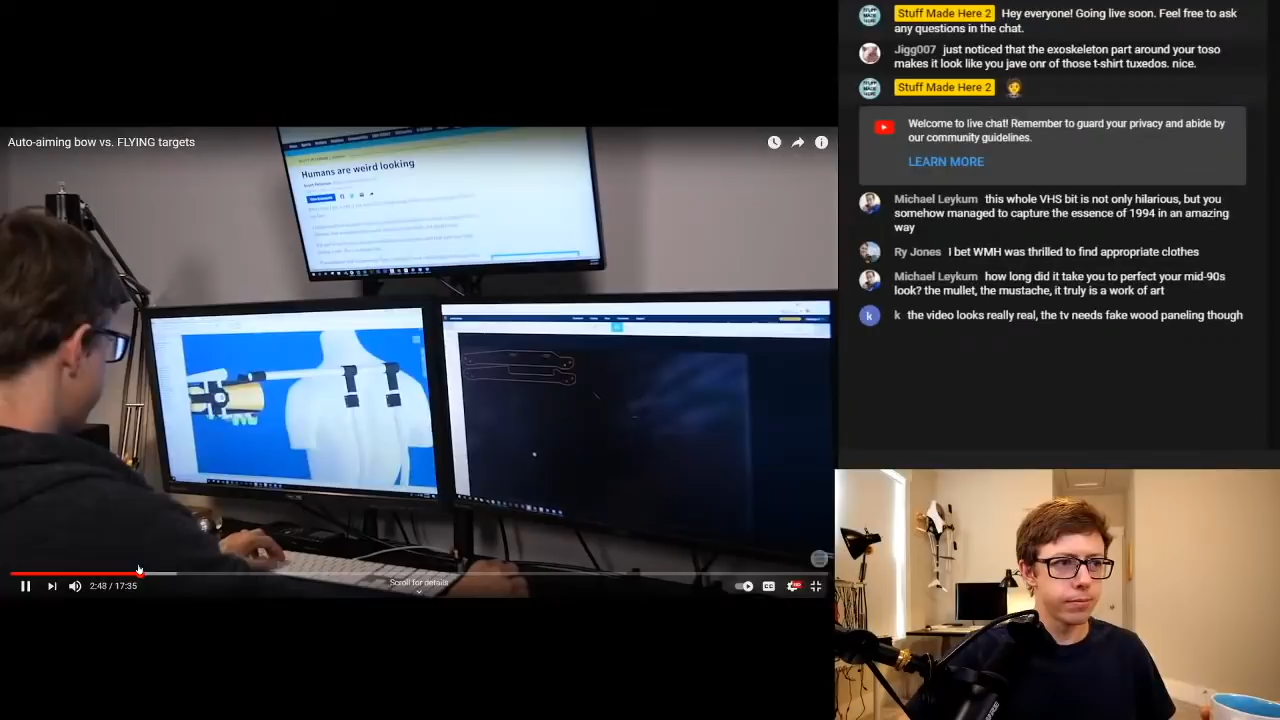 Auto-aiming bow vs. FLYING targets
Humans are weird looking
2:48 / 17:35
Scroll for details
CC
HD
Stuff Made Here 2 Hey everyone! Going live soon. Feel free to ask
any questions in the chat.
Jigg007 just noticed that the exoskeleton part around your toso
makes it look like you jave onr of those t-shirt tuxedos. nice.
Stuff Made Here 2
Welcome to live chat! Remember to guard your privacy and abide by
our community guidelines.
LEARN MORE
Michael Leykum this whole VHS bit is not only hilarious, but you
somehow managed to capture the essence of 1994 in an amazing
way
Ry Jones I bet WMH was thrilled to find appropriate clothes
Michael Leykum how long did it take you to perfect your mid-90s
look? the mullet, the mustache, it truly is a work of art
k the video looks really real, the tv needs fake wood paneling though